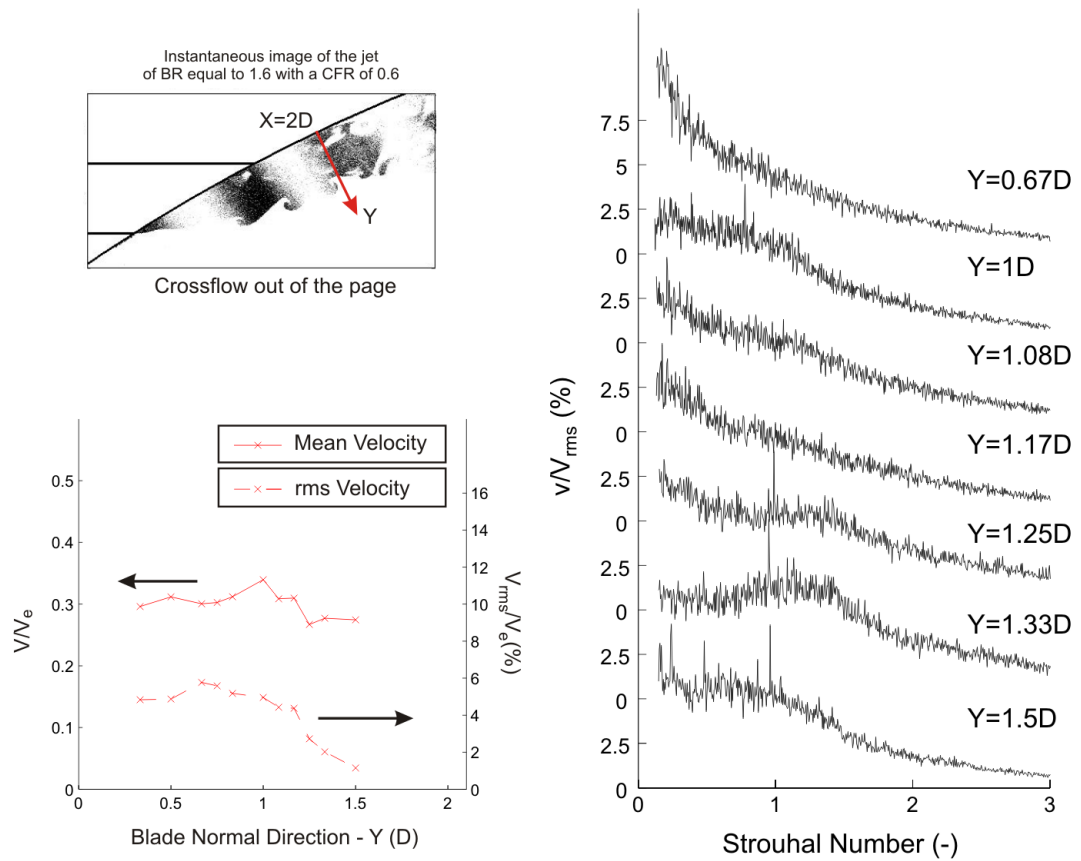 Instantaneous image of the jet
of BR equal to 1.6 with a CFR of 0.6
X=2D
Y
Crossflow out of the page
Mean Velocity
rms Velocity
0.5
0.4
0.3
0.2
0.1
0
16
14
12
10
8
6
4
2
0
V/Ve
Vrms/Ve(%)
0
0.5
1
1.5
2
Blade Normal Direction - Y (D)
7.5
5
2.5
0
2.5
0
2.5
0
2.5
0
2.5
0
2.5
0
2.5
0
v/Vrms (%)
Y=0.67D
Y=1D
Y=1.08D
Y=1.17D
Y=1.25D
Y=1.33D
Y=1.5D
0
1
2
3
Strouhal Number (-)